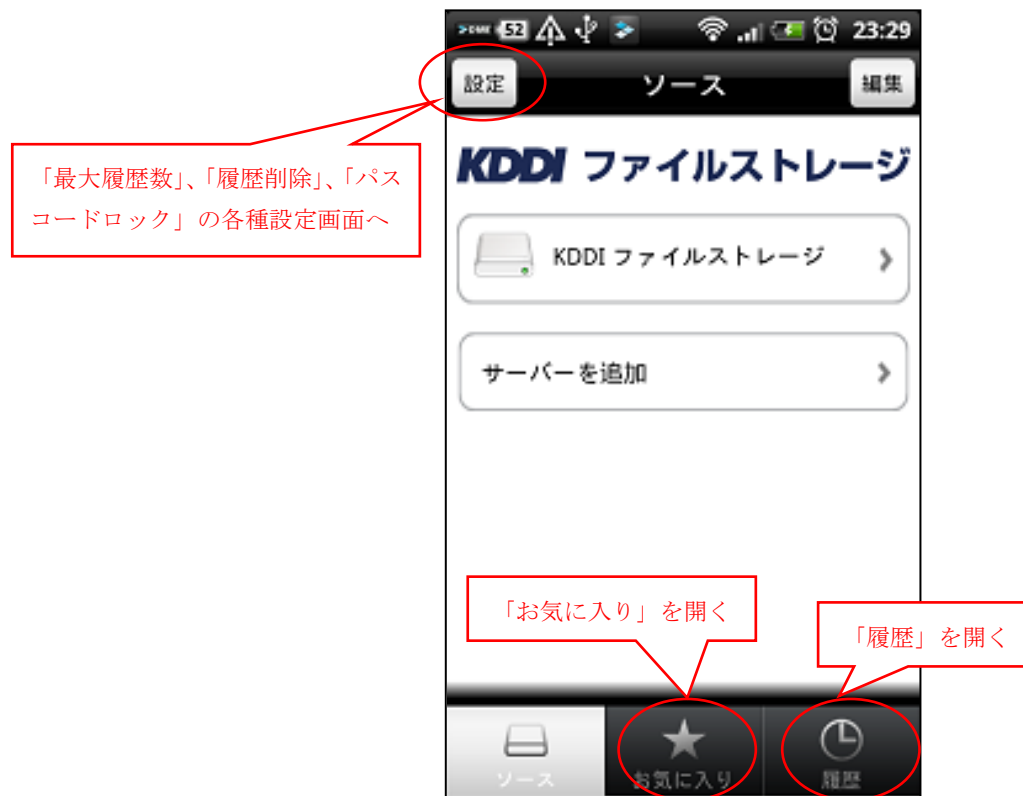 52 23:29
設定 ソース 編集
「最大履歴数」、「履歴削除」、「パス
コードロック」の各種設定画面へ
KDDI ファイルストレージ
KDDI ファイルストレージ
サーバーを追加
「お気に入り」を開く
「履歴」を開く
ソース お気に入り 履歴